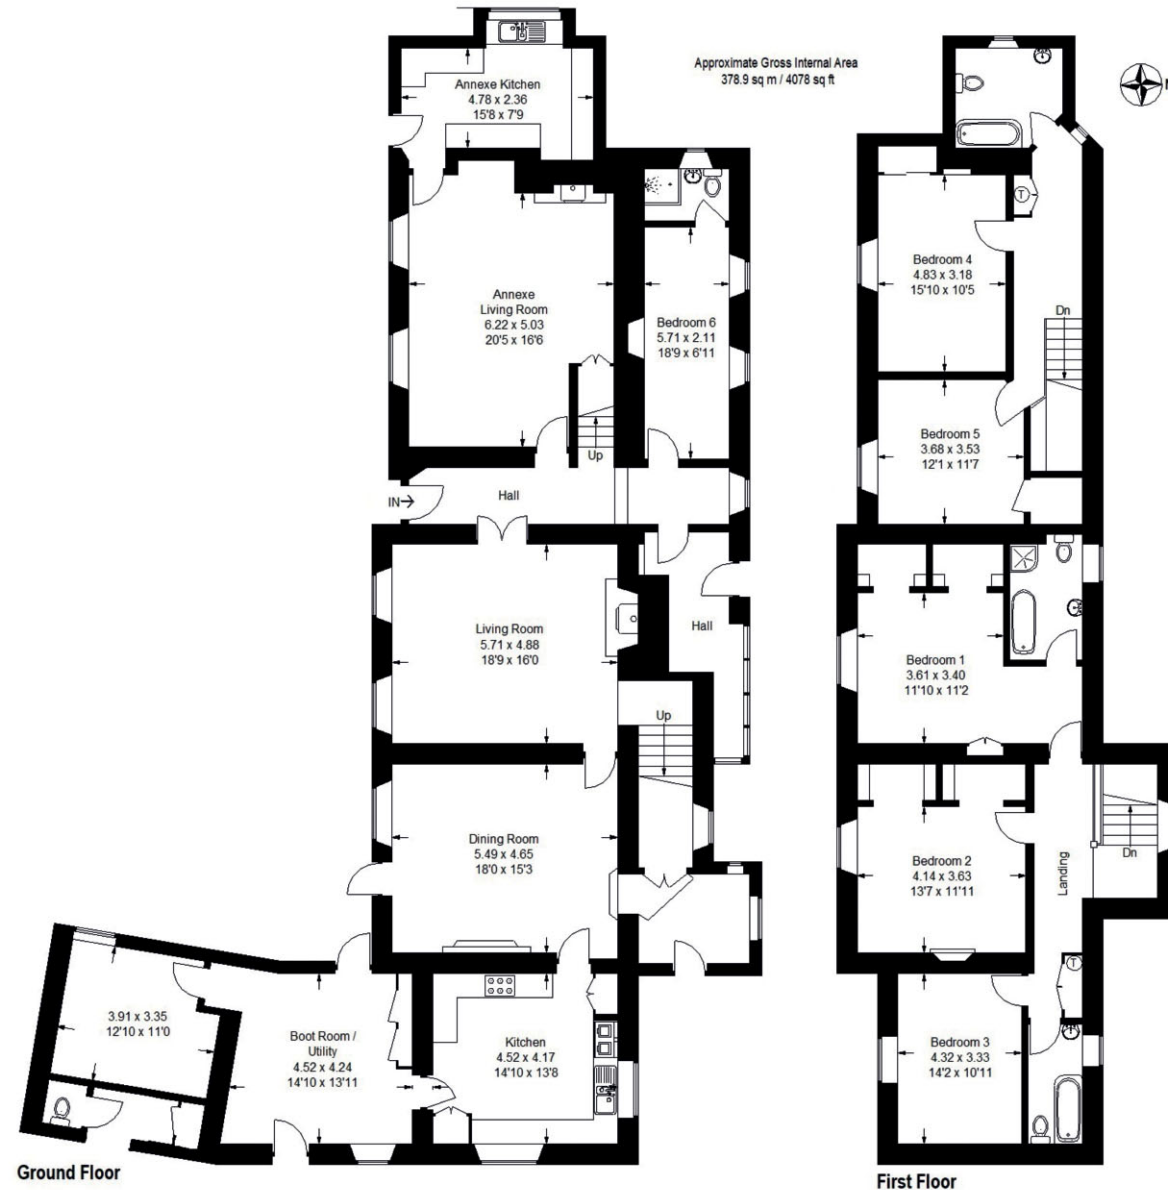 Approximate Gross Internal Area
378.9 sq m / 4078 sq ft
Annexe Kitchen
4.78 x 2.36
15'8 x 7'9
Annexe
Living Room
6.22 x 5.03
20'5 x 16'6
Bedroom 6
5.71 x 2.11
18'9 x 6'11
Up
IN
Hall
Living Room
5.71 x 4.88
18'9 x 16'0
Hall
Up
Dining Room
5.49 x 4.65
18'0 x 15'3
3.91 x 3.35
12'10 x 11'0
Boot Room /
Utility
4.52 x 4.24
14'10 x 13'11
Kitchen
4.52 x 4.17
14'10 x 13'8
Ground Floor
T
Bedroom 4
4.83 x 3.18
15'10 x 10'5
Dn
Bedroom 5
3.68 x 3.53
12'1 x 11'7
Bedroom 1
3.61 x 3.40
11'10 x 11'2
Bedroom 2
4.14 x 3.63
13'7 x 11'11
Landing
Dn
T
Bedroom 3
4.32 x 3.33
14'2 x 10'11
First Floor